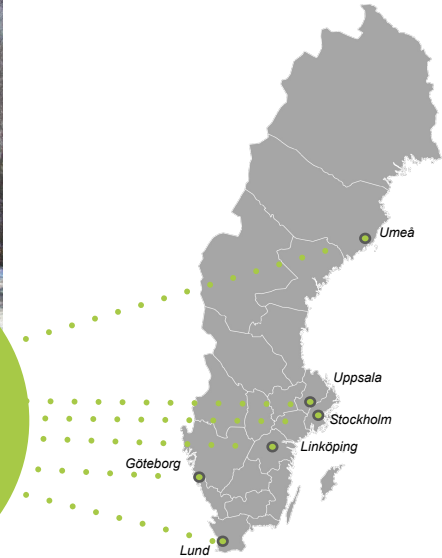 Umeå
Uppsala
Stockholm
Linköping
Göteborg
Lund